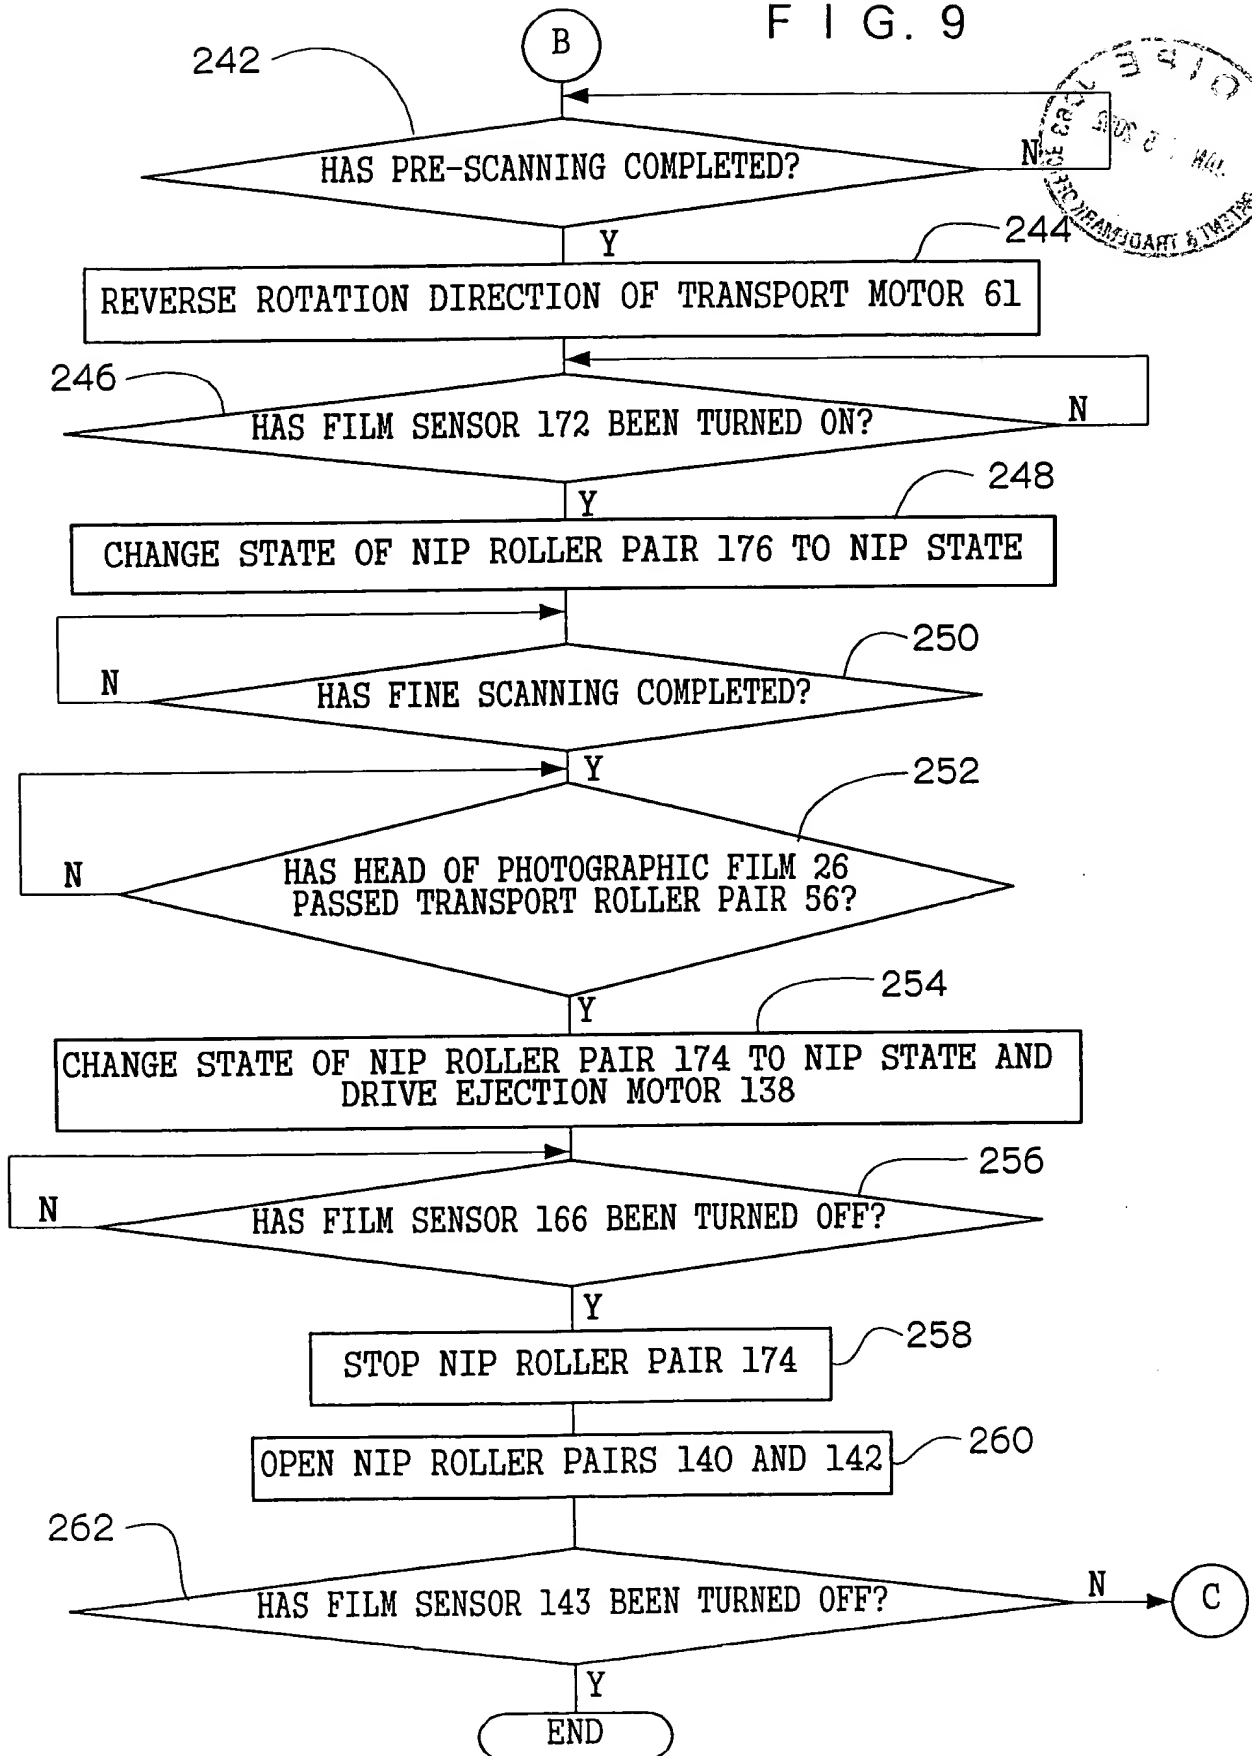 FIG. 9
B
242
HAS PRE-SCANNING COMPLETED?
N
Y
244
REVERSE ROTATION DIRECTION OF TRANSPORT MOTOR 61
246
HAS FILM SENSOR 172 BEEN TURNED ON?
N
Y
248
CHANGE STATE OF NIP ROLLER PAIR 176 TO NIP STATE
250
HAS FINE SCANNING COMPLETED?
N
Y
252
HAS HEAD OF PHOTOGRAPHIC FILM 26
PASSED TRANSPORT ROLLER PAIR 56?
N
Y
254
CHANGE STATE OF NIP ROLLER PAIR 174 TO NIP STATE AND
DRIVE EJECTION MOTOR 138
256
HAS FILM SENSOR 166 BEEN TURNED OFF?
N
Y
258
STOP NIP ROLLER PAIR 174
260
OPEN NIP ROLLER PAIRS 140 AND 142
262
HAS FILM SENSOR 143 BEEN TURNED OFF?
N
C
Y
END
OIPE
PATENT & TRADEMARK OFFICE